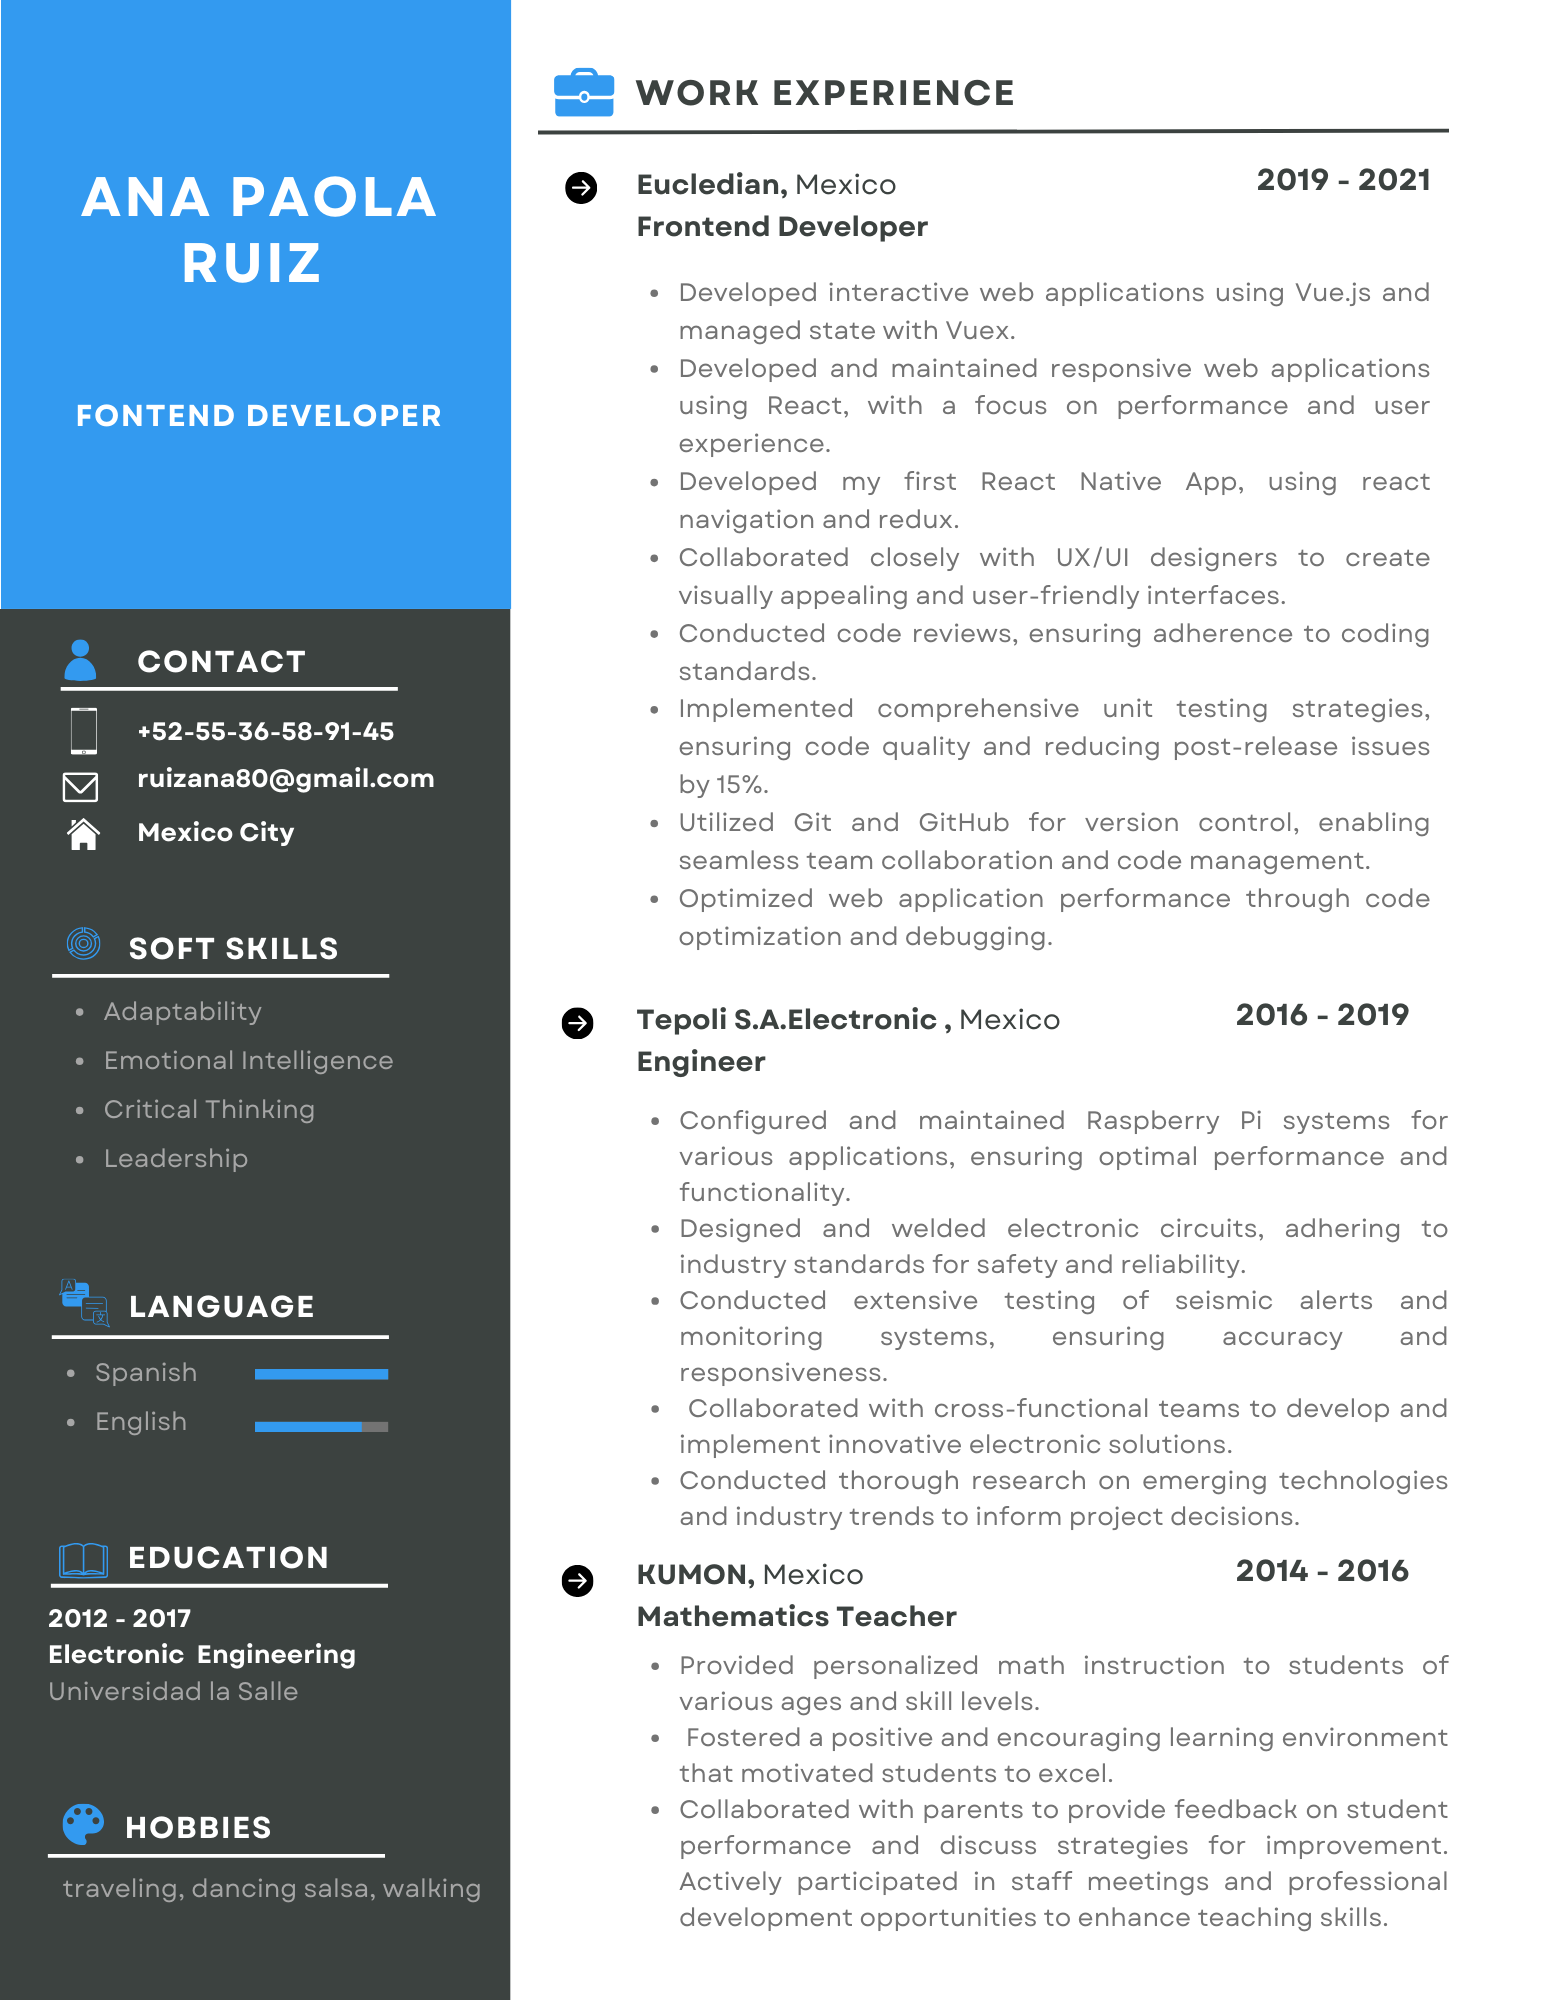 ANA PAOLA
RUIZ
FONTEND DEVELOPER
CONTACT
+52-55-36-58-91-45
ruizana80@gmail.com
Mexico City
SOFT SKILLS
• Adaptability
• Emotional Intelligence
• Critical Thinking
• Leadership
LANGUAGE
• Spanish
• English
EDUCATION
2012 - 2017
Electronic Engineering
Universidad la Salle
HOBBIES
traveling, dancing salsa, walking
WORK EXPERIENCE
Eucledian, Mexico 2019 - 2021
Frontend Developer
• Developed interactive web applications using Vue.js and
managed state with Vuex.
• Developed and maintained responsive web applications
using React, with a focus on performance and user
experience.
• Developed my first React Native App, using react
navigation and redux.
• Collaborated closely with UX/UI designers to create
visually appealing and user-friendly interfaces.
• Conducted code reviews, ensuring adherence to coding
standards.
• Implemented comprehensive unit testing strategies,
ensuring code quality and reducing post-release issues
by 15%.
• Utilized Git and GitHub for version control, enabling
seamless team collaboration and code management.
• Optimized web application performance through code
optimization and debugging.
Tepoli S.A.Electronic , Mexico 2016 - 2019
Engineer
• Configured and maintained Raspberry Pi systems for
various applications, ensuring optimal performance and
functionality.
• Designed and welded electronic circuits, adhering to
industry standards for safety and reliability.
• Conducted extensive testing of seismic alerts and
monitoring systems, ensuring accuracy and
responsiveness.
• Collaborated with cross-functional teams to develop and
implement innovative electronic solutions.
• Conducted thorough research on emerging technologies
and industry trends to inform project decisions.
KUMON, Mexico 2014 - 2016
Mathematics Teacher
• Provided personalized math instruction to students of
various ages and skill levels.
• Fostered a positive and encouraging learning environment
that motivated students to excel.
• Collaborated with parents to provide feedback on student
performance and discuss strategies for improvement.
Actively participated in staff meetings and professional
development opportunities to enhance teaching skills.